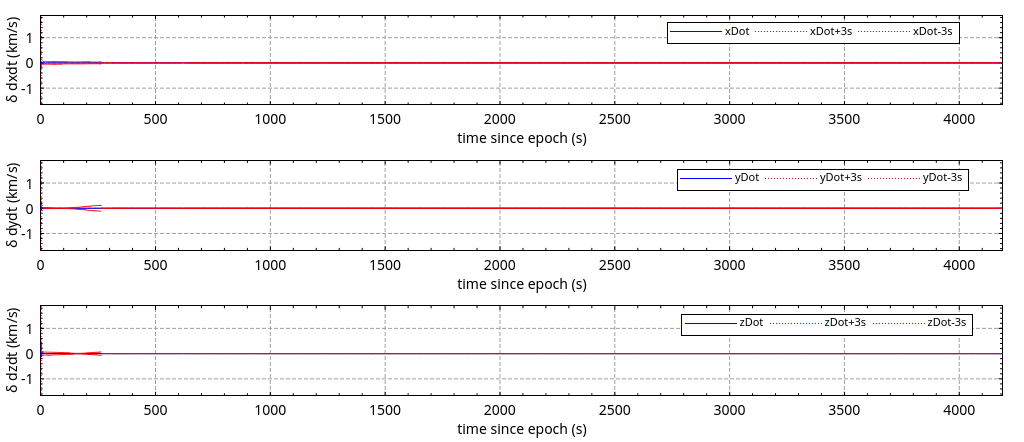 δ dxdt (km/s)
xDot xDot+3s xDot-3s
1
0
-1
0 500 1000 1500 2000 2500 3000 3500 4000
time since epoch (s)
δ dydt (km/s)
yDot yDot+3s yDot-3s
1
0
-1
0 500 1000 1500 2000 2500 3000 3500 4000
time since epoch (s)
δ dzdt (km/s)
zDot zDot+3s zDot-3s
1
0
-1
0 500 1000 1500 2000 2500 3000 3500 4000
time since epoch (s)